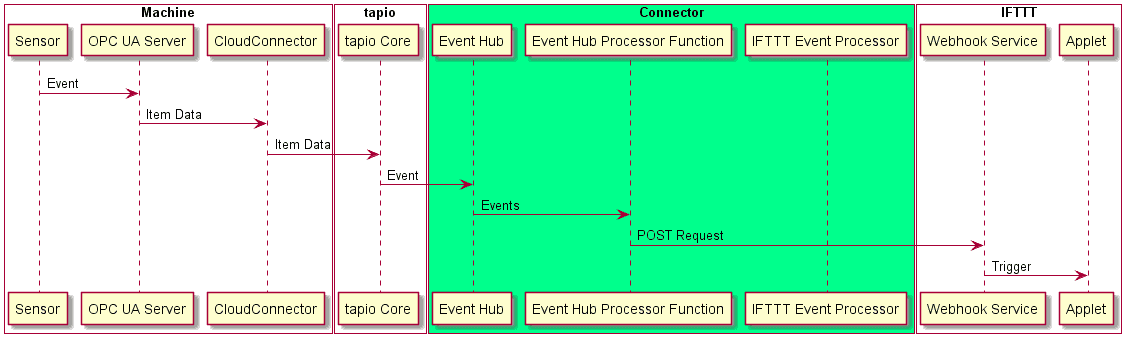 Machine
tapio
Connector
IFTTT
Sensor
OPC UA Server
CloudConnector
tapio Core
Event Hub
Event Hub Processor Function
IFTTT Event Processor
Webhook Service
Applet
Event
Item Data
Item Data
Event
Events
POST Request
Trigger
Sensor
OPC UA Server
CloudConnector
tapio Core
Event Hub
Event Hub Processor Function
IFTTT Event Processor
Webhook Service
Applet